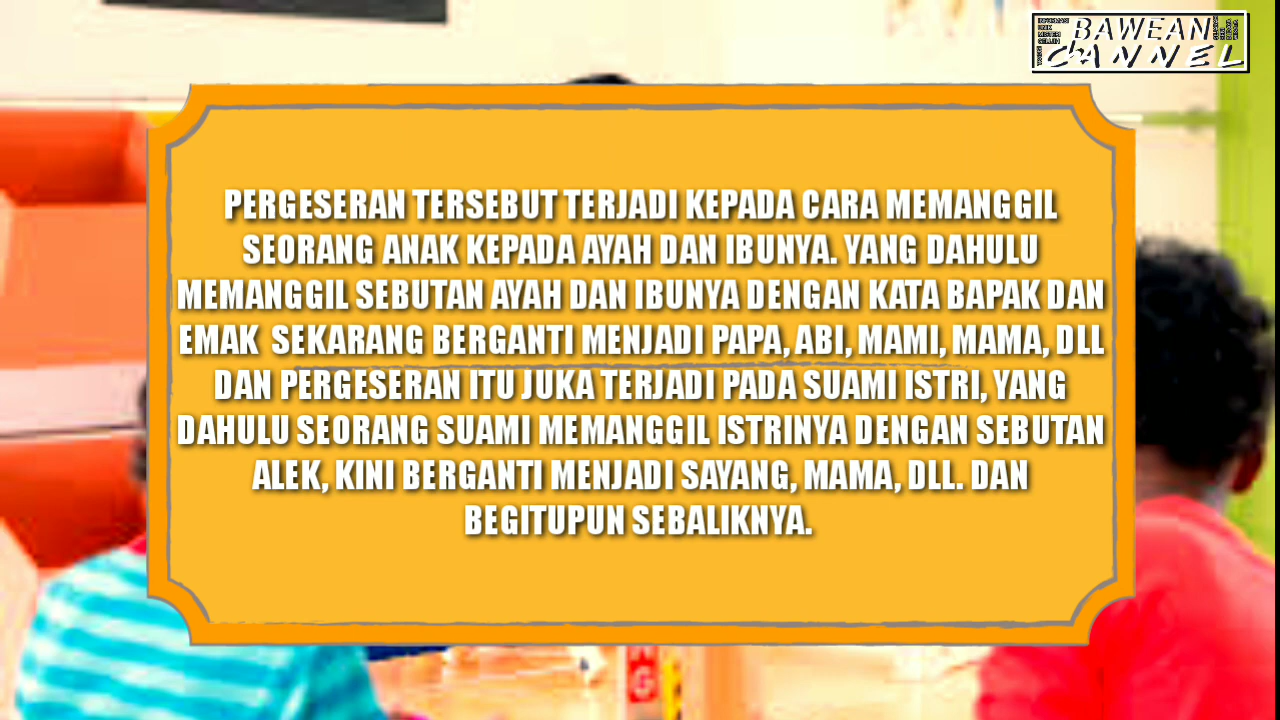 BAWEAN
CHANNEL
PERGESERAN TERSEBUT TERJADI KEPADA CARA MEMANGGIL
SEORANG ANAK KEPADA AYAH DAN IBUNYA. YANG DAHULU
MEMANGGIL SEBUTAN AYAH DAN IBUNYA DENGAN KATA BAPAK DAN
EMAK SEKARANG BERGANTI MENJADI PAPA, ABI, MAMI, MAMA, DLL
DAN PERGESERAN ITU JUKA TERJADI PADA SUAMI ISTRI, YANG
DAHULU SEORANG SUAMI MEMANGGIL ISTRINYA DENGAN SEBUTAN
ALEK, KINI BERGANTI MENJADI SAYANG, MAMA, DLL. DAN
BEGITUPUN SEBALIKNYA.